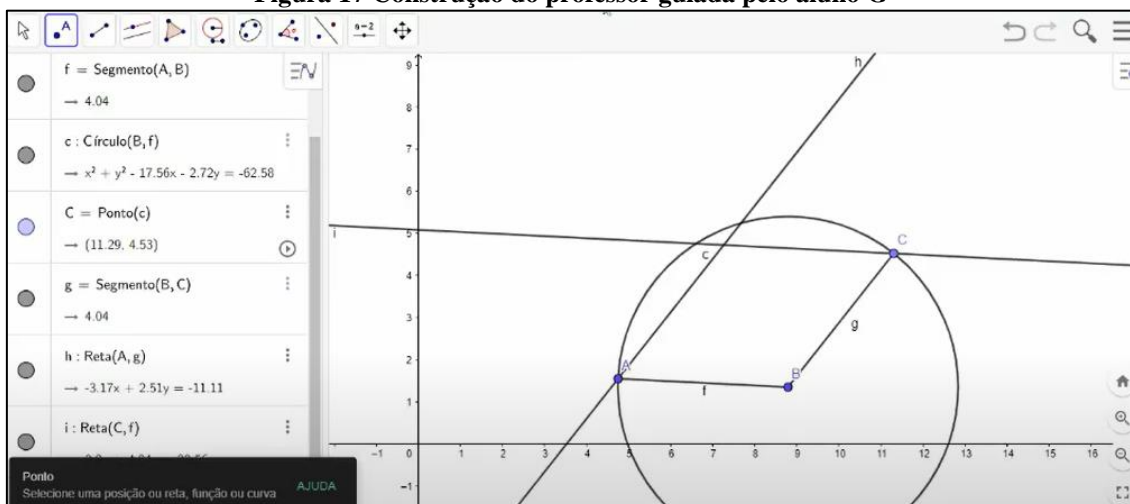 Figura 17 Construção do professor guiada pelo aluno G
A
a=2
f = Segmento(A, B)
→ 4.04
c : Círculo(B, f)
→ x² + y² - 17.56x - 2.72y = -62.58
C = Ponto(c)
→ (11.29, 4.53)
g = Segmento(B, C)
→ 4.04
h : Reta(A, g)
→ -3.17x + 2.51y = -11.11
i : Reta(C, f)
Ponto
Selecione uma posição ou reta, função ou curva
AJUDA
9
8
7
6
5
4
3
2
1
-1
-1 0 1 2 3 4 5 6 7 8 9 10 11 12 13 14 15 16
h
i
c
C
g
A
f
B